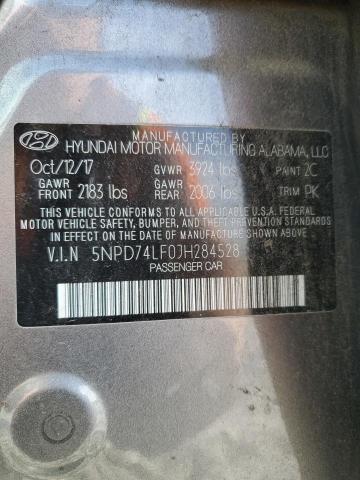 HYUNDAI MOTOR MANUFACTURING ALABAMA, LLC
MANUFACTURED BY
Oct/12/17 GVWR 3924 lbs PAINT 2C
GAWR FRONT 2183 lbs GAWR REAR 2006 lbs TRIM PK
THIS VEHICLE CONFORMS TO ALL APPLICABLE U.S.A FEDERAL
MOTOR VEHICLE SAFETY, BUMPER, AND THEFT PREVENTION STANDARDS
IN EFFECT ON THE DATE OF MANUFACTURE SHOWN ABOVE.
V.I.N 5NPD74LF0JH284528
PASSENGER CAR